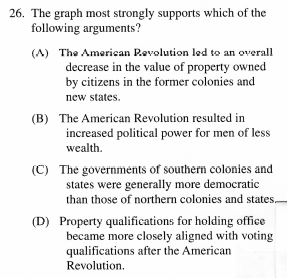 26. The graph most strongly supports which of the
following arguments?
(A) The American Revolution led to an overall
decrease in the value of property owned
by citizens in the former colonies and
new states.
(B) The American Revolution resulted in
increased political power for men of less
wealth.
(C) The governments of southern colonies and
states were generally more democratic
than those of northern colonies and states.
(D) Property qualifications for holding office
became more closely aligned with voting
qualifications after the American
Revolution.